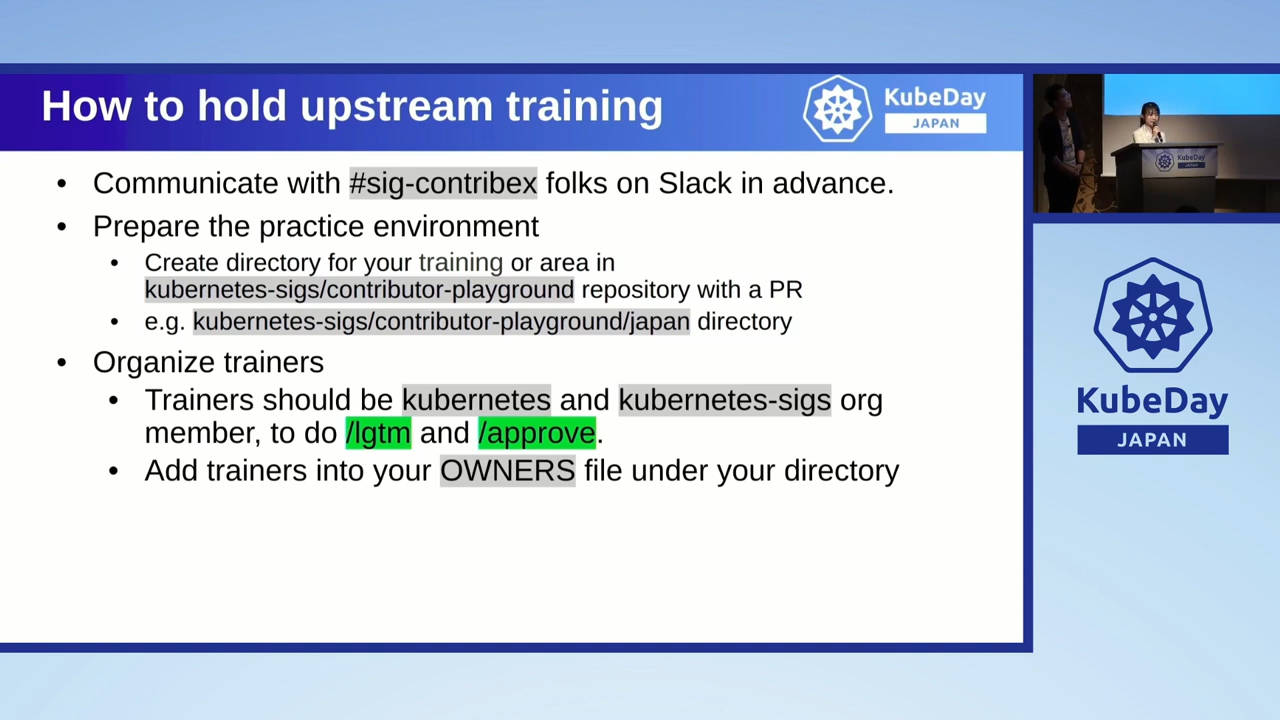 How to hold upstream training
KubeDay
JAPAN
• Communicate with #sig-contribex folks on Slack in advance.
• Prepare the practice environment
• Create directory for your training or area in
kubernetes-sigs/contributor-playground repository with a PR
• e.g. kubernetes-sigs/contributor-playground/japan directory
• Organize trainers
• Trainers should be kubernetes and kubernetes-sigs org
member, to do /lgtm and /approve.
• Add trainers into your OWNERS file under your directory
KubeDay
JAPAN
KubeDay
JAPAN